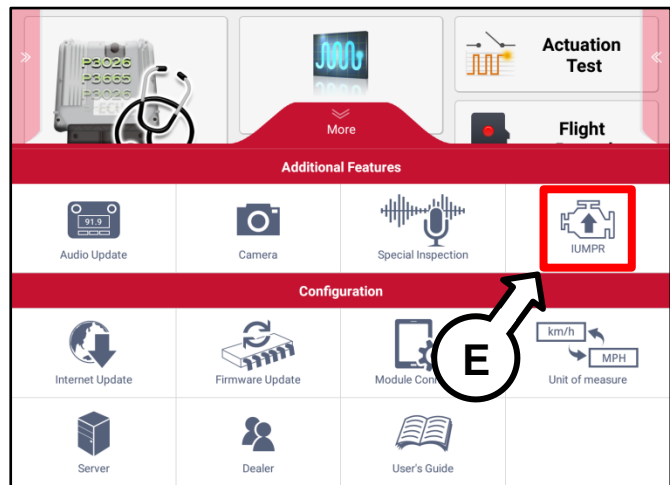 P3026
P3665
P3026
ECU
Actuation
Test
More
Flight
Additional Features
91.9
Audio Update
Camera
Special Inspection
IUMPR
Configuration
km/h
MPH
E
Internet Update
Firmware Update
Module Con
Unit of measure
Server
Dealer
User's Guide